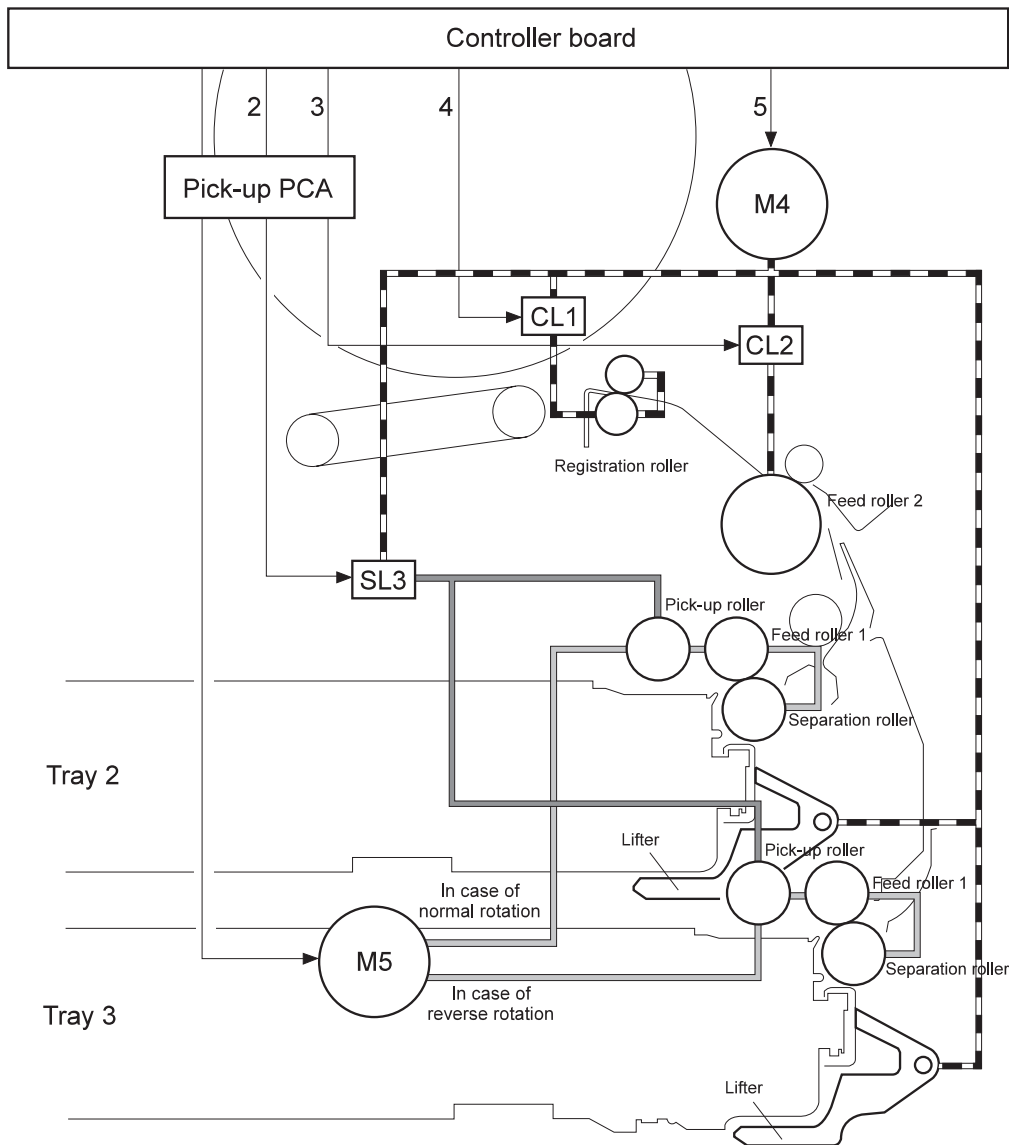 Controller board
2
3
4
5
Pick-up PCA
M4
CL1
CL2
Registration roller
Feed roller 2
SL3
Pick-up roller
Feed roller 1
Separation roller
Tray 2
Lifter
Pick-up roller
Feed roller 1
In case of
normal rotation
M5
Separation roller
In case of
reverse rotation
Tray 3
Lifter